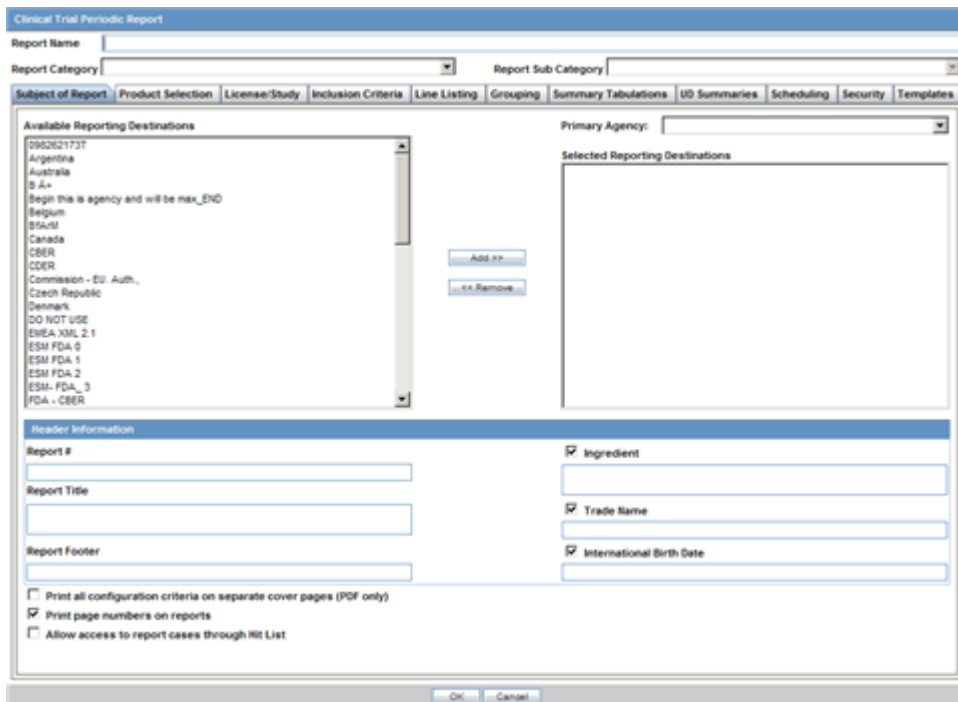 Clinical Trial Periodic Report
Report Name
Report Category Report Sub Category
Subject of Report Product Selection License/Study Inclusion Criteria Line Listing Grouping Summary Tabulations UD Summaries Scheduling Security Templates
Available Reporting Destinations
098262173T
Argentina
Australia
B Ä+
Begin this is agency and will be max_END
Belgium
BfArM
Canada
CBER
CDER
Commission - EU. Auth.,
Czech Republic
Denmark
DO NOT USE
EMEA XML 2.1
ESM FDA 0
ESM FDA 1
ESM FDA 2
ESM- FDA_ 3
FDA - CBER
Add >>
<< Remove
Primary Agency:
Selected Reporting Destinations
Header Information
Report #
Report Title
Report Footer
Ingredient
Trade Name
International Birth Date
Print all configuration criteria on separate cover pages (PDF only)
Print page numbers on reports
Allow access to report cases through Hit List
OK Cancel